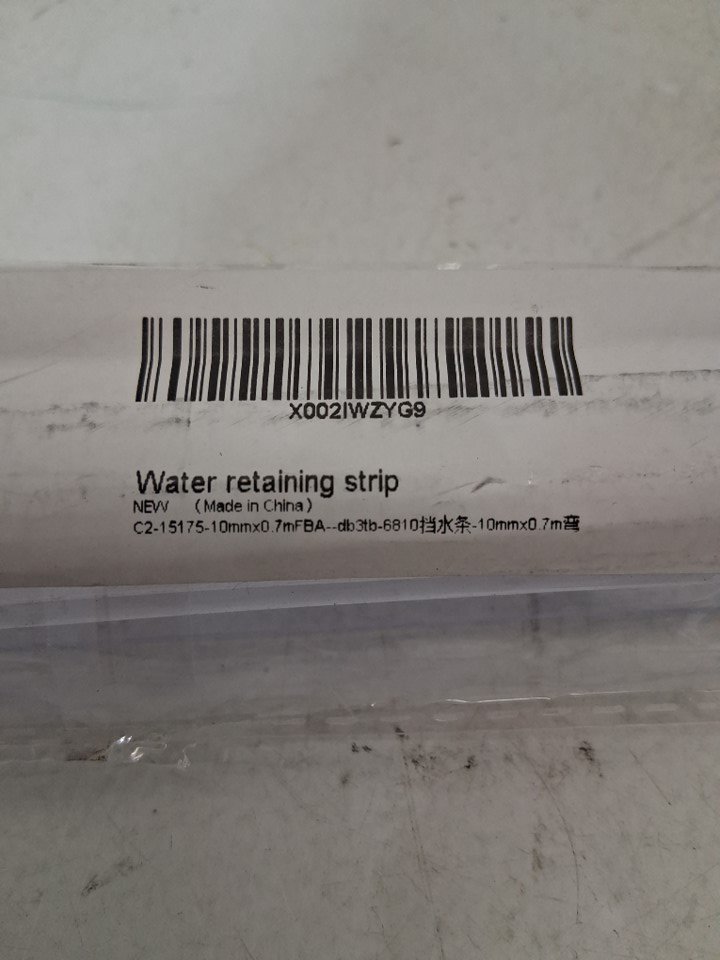 X002IWZYG9
Water retaining strip
NEW (Made in China)
C2-15175-10mmx0.7mFBA--db3tb-6810挡水条-10mmx0.7m弯